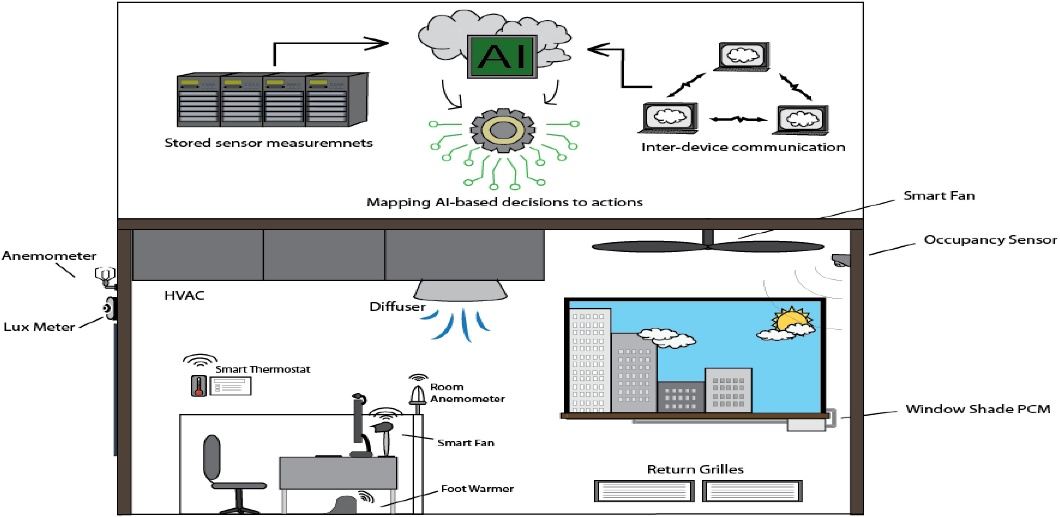 AI
Stored sensor measuremnets
Inter-device communication
Mapping AI-based decisions to actions
Smart Fan
Occupancy Sensor
Anemometer
HVAC
Diffuser
Lux Meter
Smart Thermostat
Room
Anemometer
Window Shade PCM
Smart Fan
Return Grilles
Foot Warmer